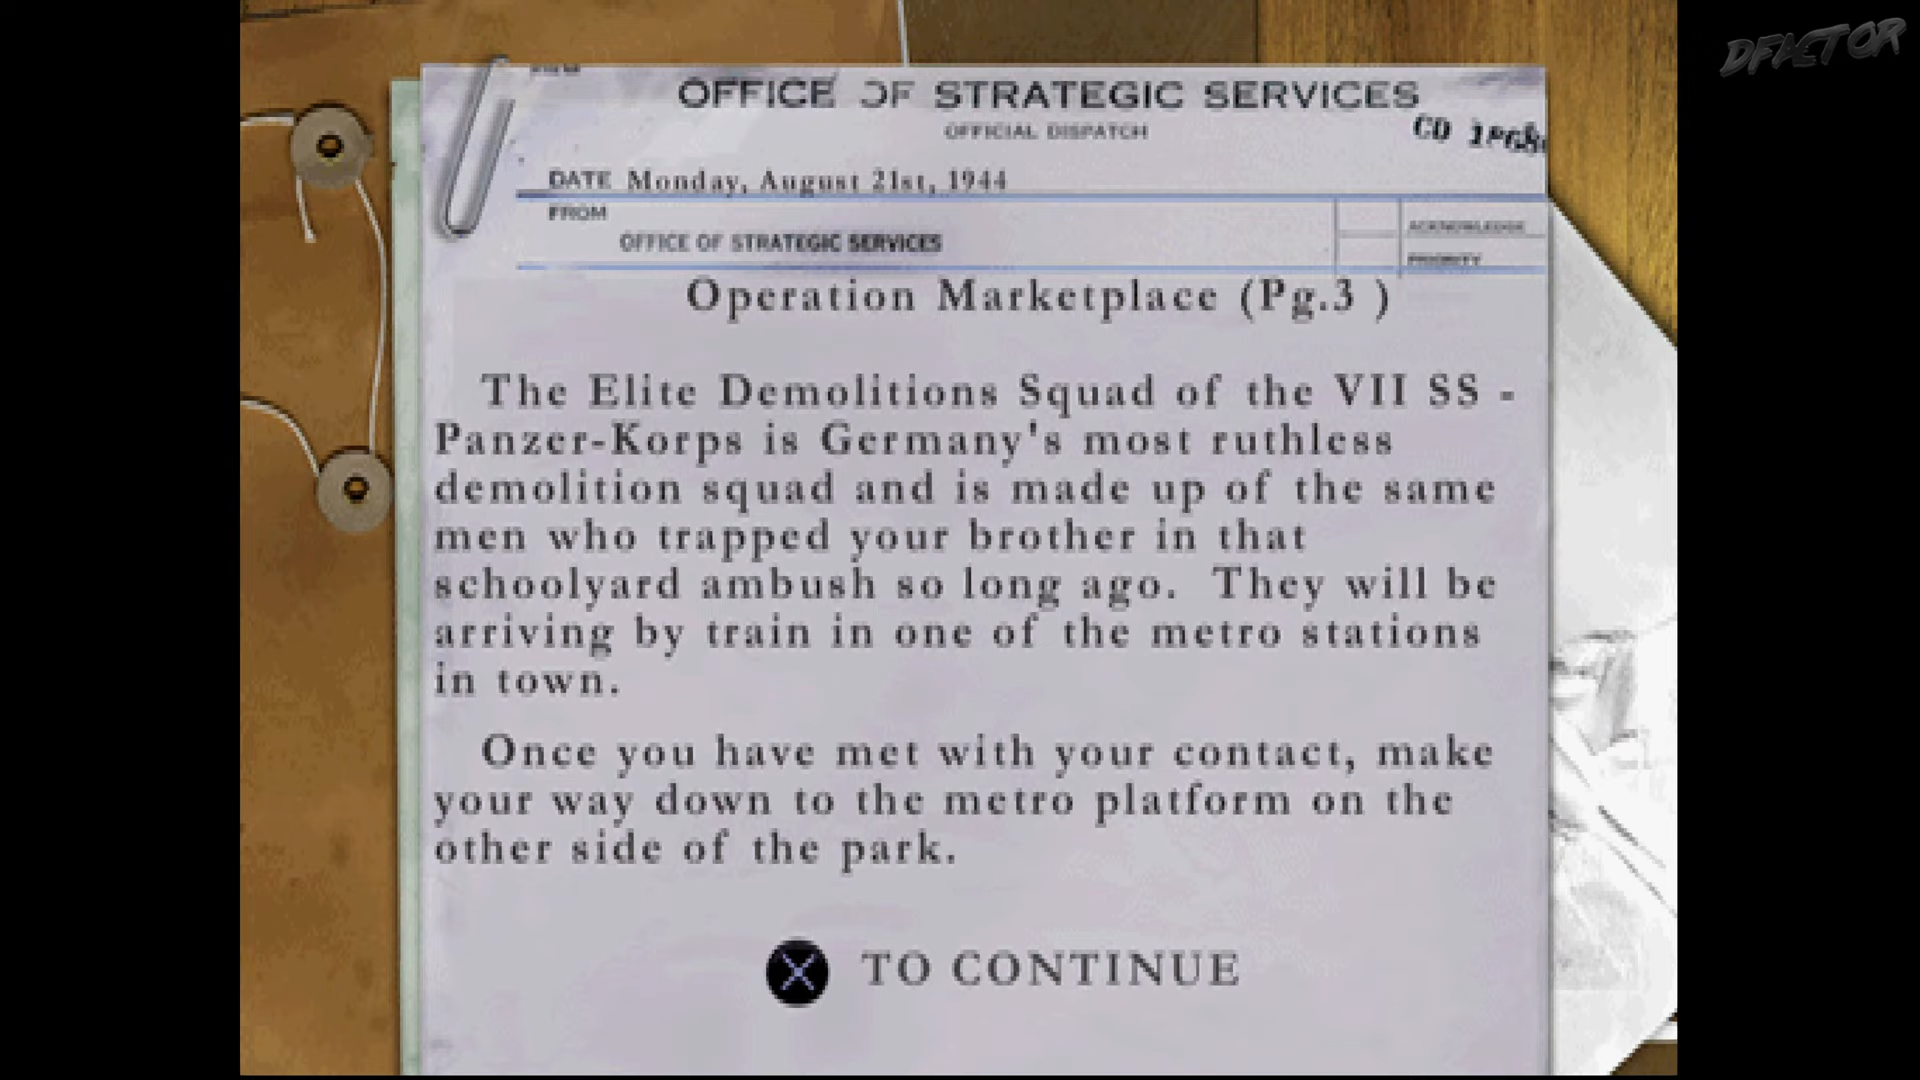 DFACTOR
OFFICE OF STRATEGIC SERVICES
OFFICIAL DISPATCH
CD
DATE Monday, August 21st, 1944
FROM
ACKNOWLEDGE
OFFICE OF STRATEGIC SERVICES
PRIORITY
Operation Marketplace (Pg.3 )
The Elite Demolitions Squad of the VII SS -
Panzer-Korps is Germany's most ruthless
demolition squad and is made up of the same
men who trapped your brother in that
schoolyard ambush so long ago. They will be
arriving by train in one of the metro stations
in town.
Once you have met with your contact, make
your way down to the metro platform on the
other side of the park.
X TO CONTINUE